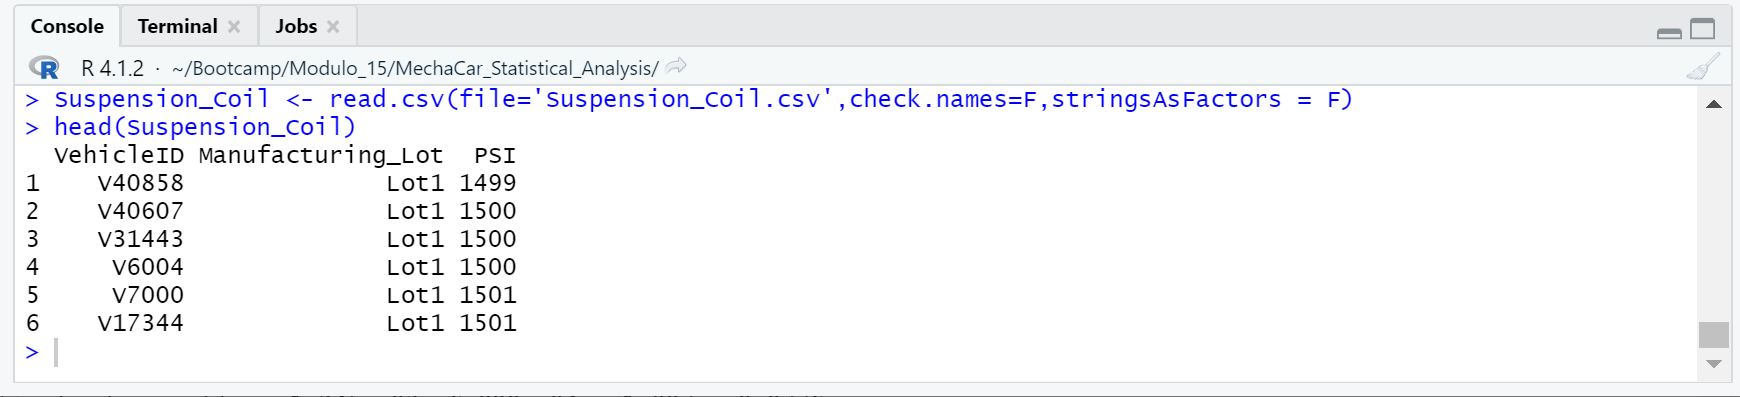 Console Terminal × Jobs ×
R R 4.1.2 · ~/Bootcamp/Modulo_15/MechaCar_Statistical_Analysis/
> Suspension_Coil <- read.csv(file='Suspension_Coil.csv',check.names=F,stringsAsFactors = F)
> head(Suspension_Coil)
  VehicleID Manufacturing_Lot  PSI
1    V40858              Lot1 1499
2    V40607              Lot1 1500
3    V31443              Lot1 1500
4     V6004              Lot1 1500
5     V7000              Lot1 1501
6    V17344              Lot1 1501
>